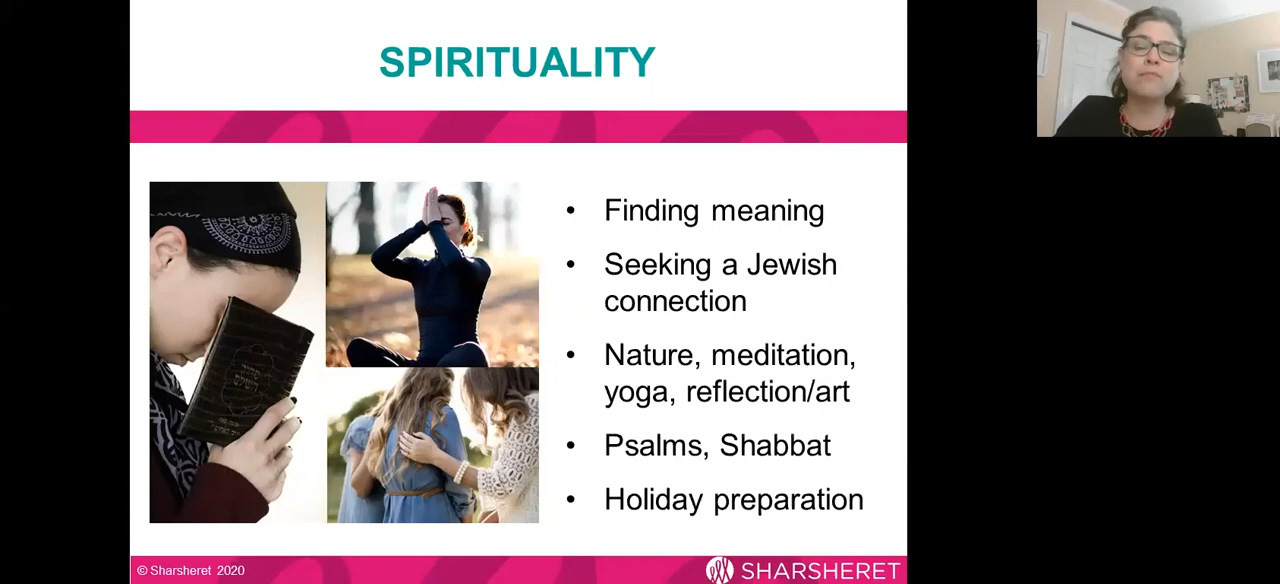 SPIRITUALITY
• Finding meaning
• Seeking a Jewish
connection
• Nature, meditation,
yoga, reflection/art
• Psalms, Shabbat
• Holiday preparation
© Sharsheret 2020
SHARSHERET